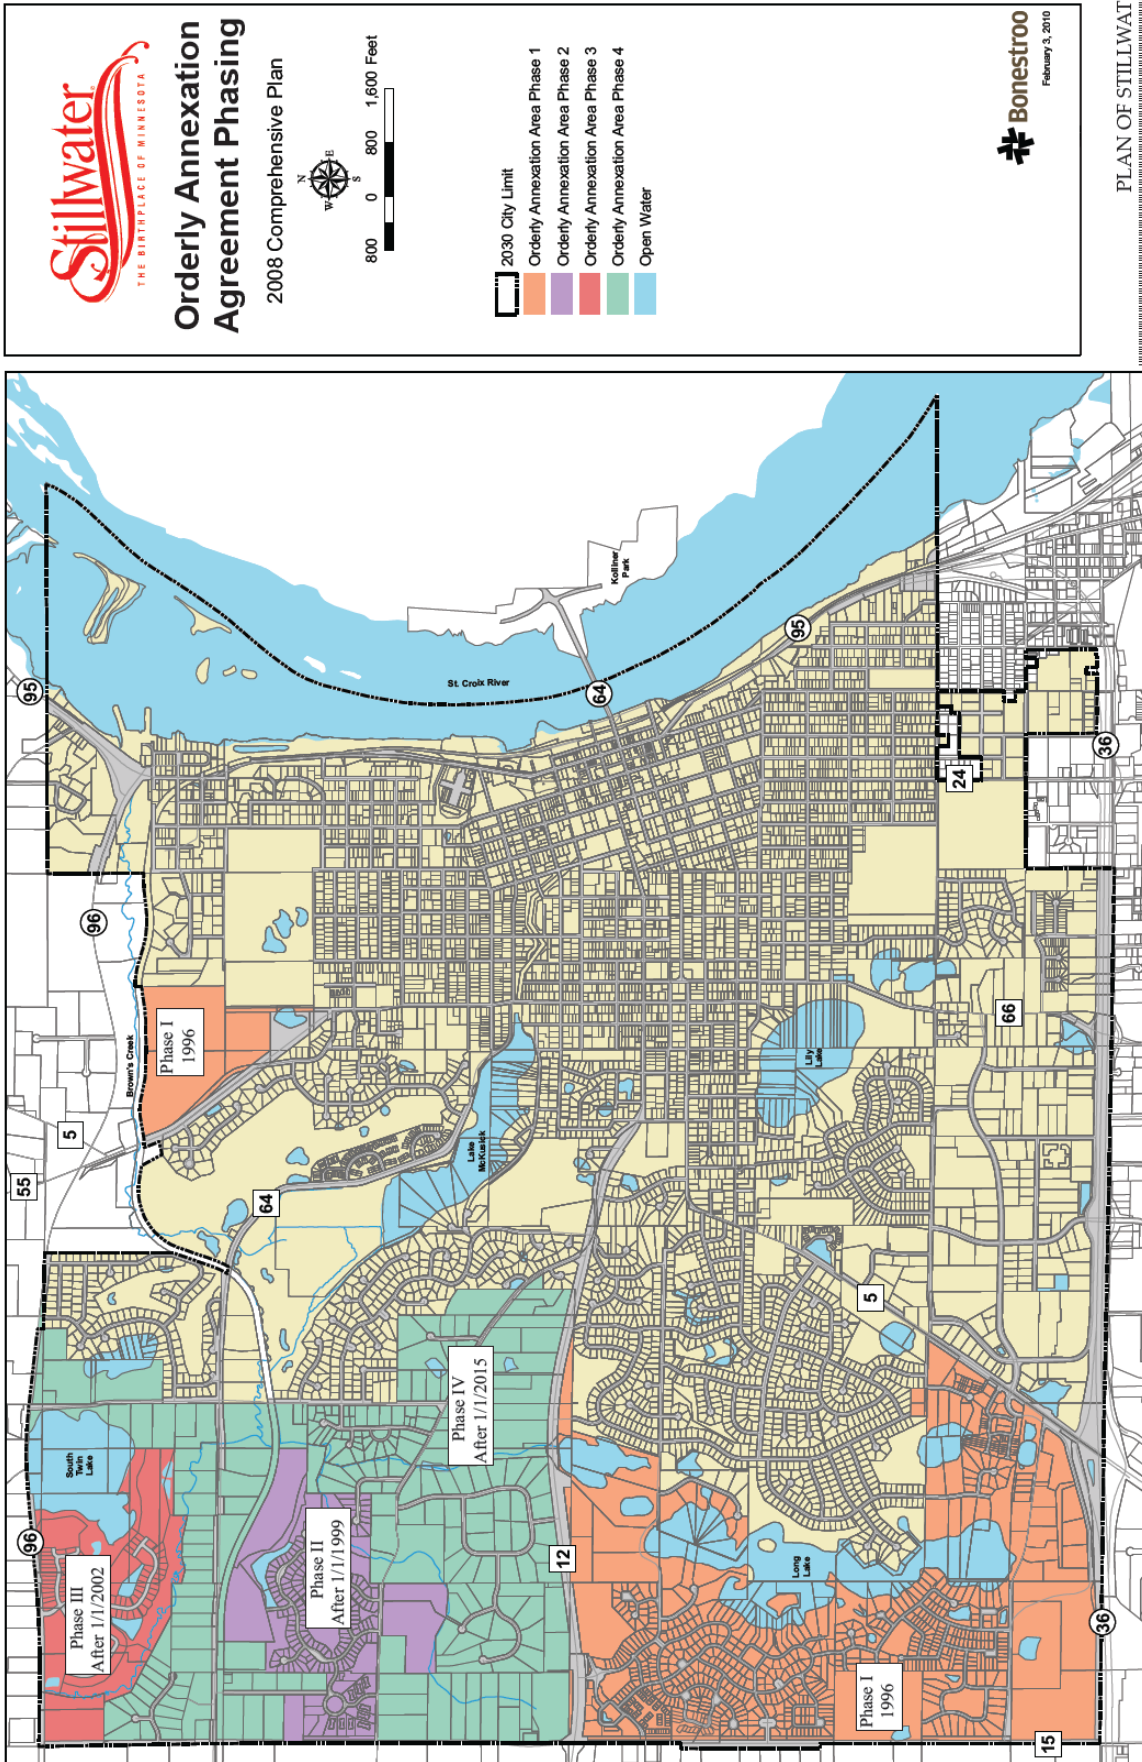 Stillwater
THE BIRTHPLACE OF MINNESOTA
Orderly Annexation
Agreement Phasing
2008 Comprehensive Plan
N
W
E
S
800
0
800
1,600 Feet
2030 City Limit
Orderly Annexation Area Phase 1
Orderly Annexation Area Phase 2
Orderly Annexation Area Phase 3
Orderly Annexation Area Phase 4
Open Water
Bonestroo
February 3, 2010
PLAN OF STILLWAT
96
Phase III
After 1/1/2002
South
Twin
Lake
55
5
96
95
Brown's Creek
Phase I
1996
64
Phase II
After 1/1/1999
Phase IV
After 1/1/2015
Lake
McKusick
St. Croix River
64
Kolliner
Park
12
95
Lily
Lake
5
Long
Lake
Phase I
1996
24
66
15
36
36